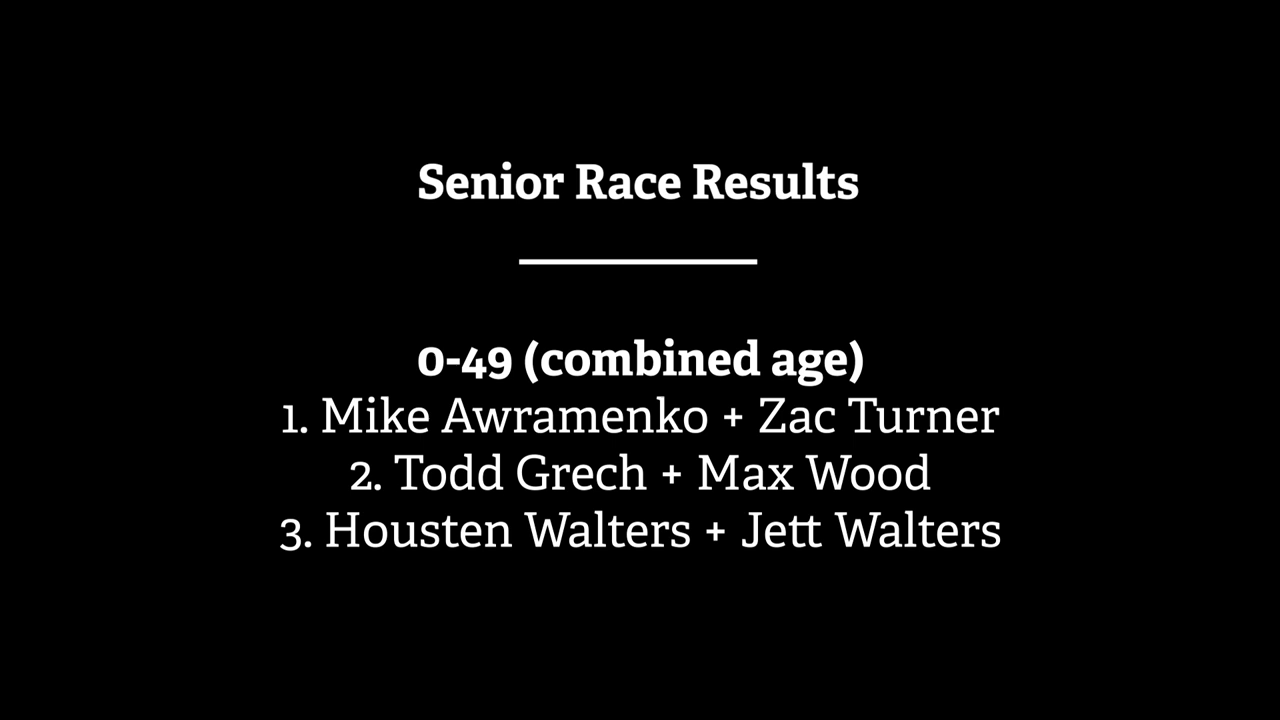 Senior Race Results
0-49 (combined age)
1. Mike Awramenko + Zac Turner
2. Todd Grech + Max Wood
3. Housten Walters + Jett Walters